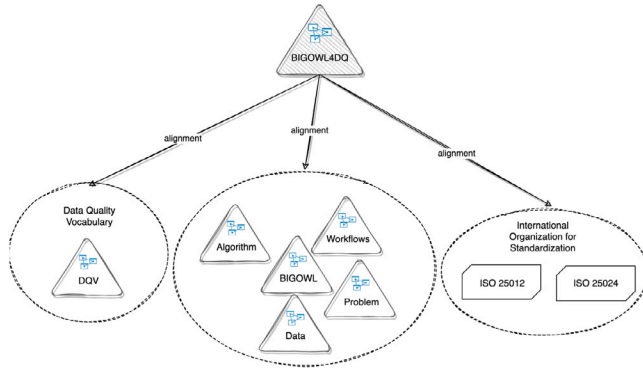 BIGOWL4DQ
alignment
alignment
alignment
Data Quality
Vocabulary
DQV
Algorithm
Workflows
BIGOWL
Problem
Data
International
Organization for
Standardization
ISO 25012
ISO 25024